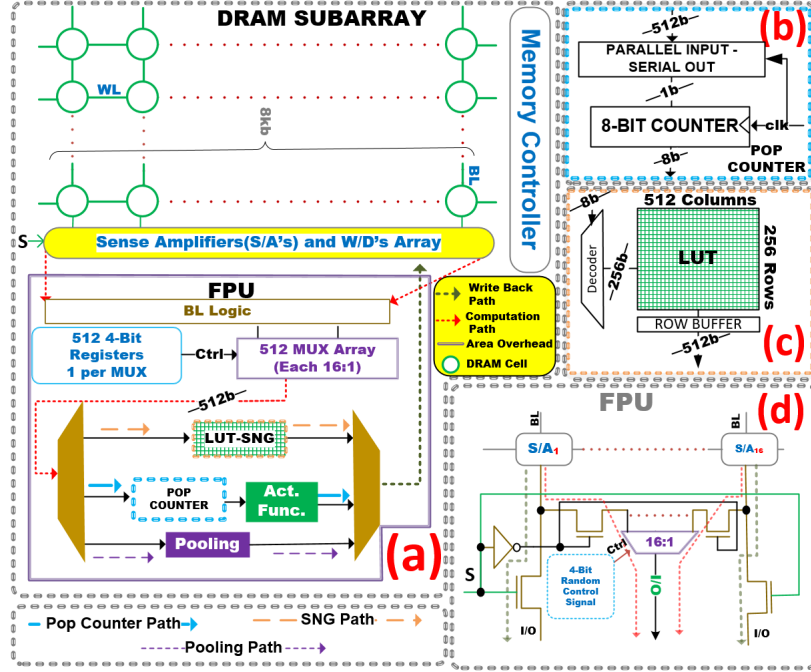 DRAM SUBARRAY
WL
8kb
BL
S
Sense Amplifiers(S/A's) and W/D's Array
Memory Controller
FPU
BL Logic
512 4-Bit
Registers
1 per MUX
Ctrl
512 MUX Array
(Each 16:1)
512b
LUT-SNG
POP
COUNTER
Act.
Func.
Pooling
(a)
Write Back
Path
Computation
Path
Area Overhead
DRAM Cell
Pop Counter Path
SNG Path
Pooling Path
(b)
512b
PARALLEL INPUT -
SERIAL OUT
1b
8-BIT COUNTER
clk
8b
POP
COUNTER
512 Columns
8b
Decoder
256b
LUT
256 Rows
ROW BUFFER
512b
(c)
FPU
(d)
BL
BL
S/A1
S/A16
16:1
Ctrl
4-Bit
Random
Control
Signal
S
I/O
I/O
I/O